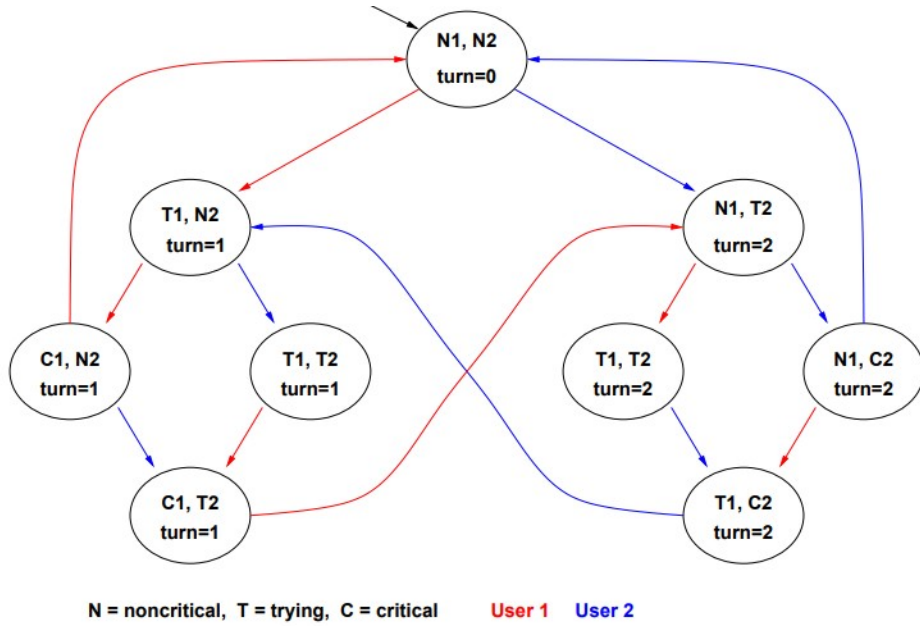 N1, N2
turn=0
T1, N2
turn=1
N1, T2
turn=2
C1, N2
turn=1
T1, T2
turn=1
T1, T2
turn=2
N1, C2
turn=2
C1, T2
turn=1
T1, C2
turn=2
N = noncritical, T = trying, C = critical User 1 User 2